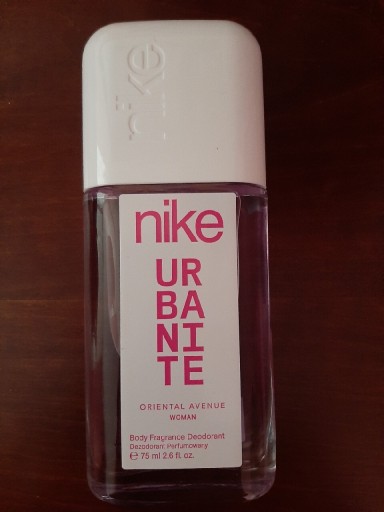 nike
nike
UR
BA
NI
TE
ORIENTAL AVENUE
WOMAN
Body Fragrance Deodorant
Dezodorant Perfumowany
℮ 75 ml 2.6 fl. oz.